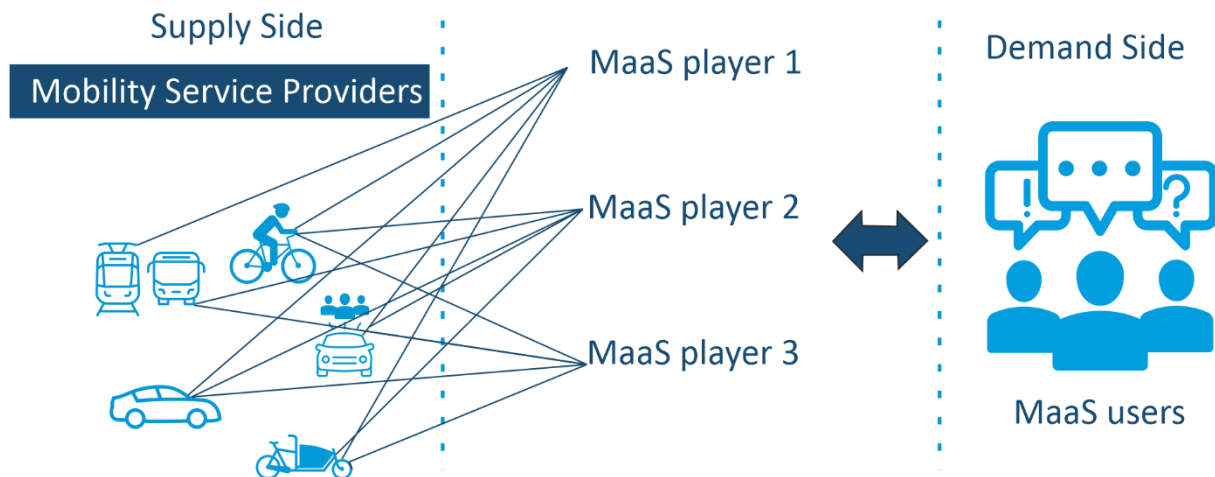 Supply Side
Mobility Service Providers
MaaS player 1
MaaS player 2
MaaS player 3
Demand Side
! ?
MaaS users